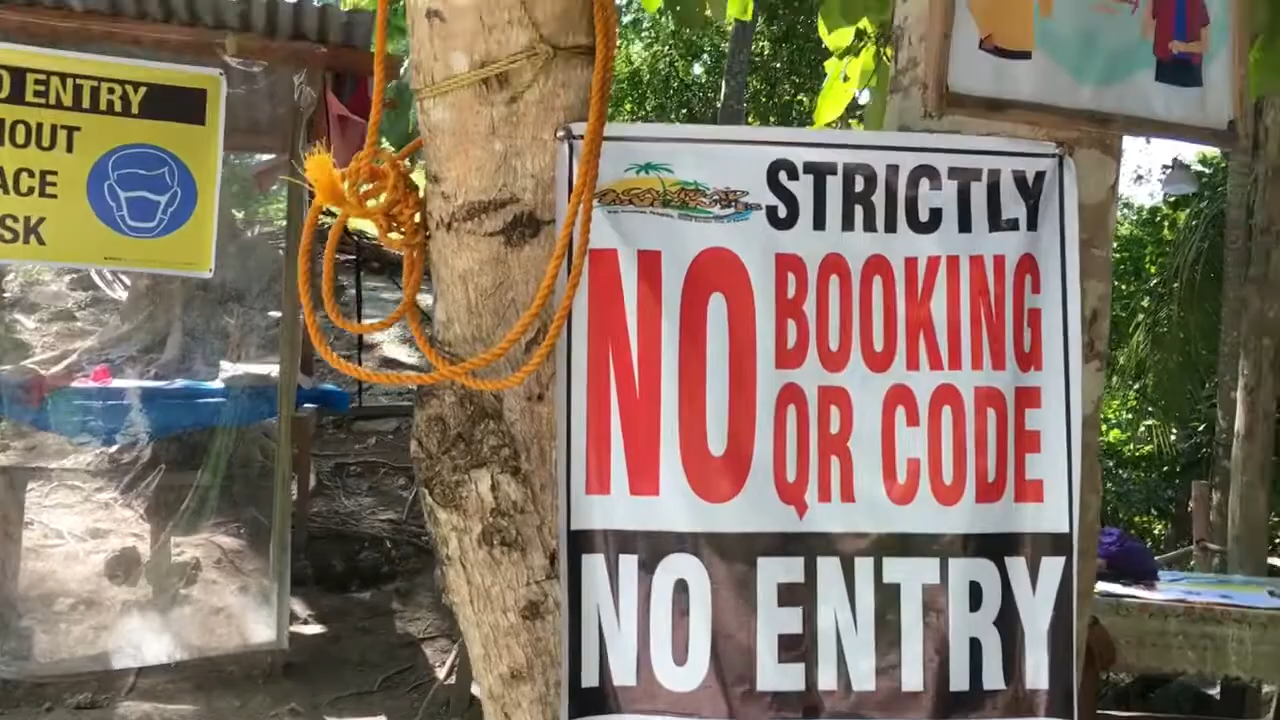 O ENTRY
HOUT
ACE
SK
STRICTLY
NO BOOKING
QR CODE
NO ENTRY